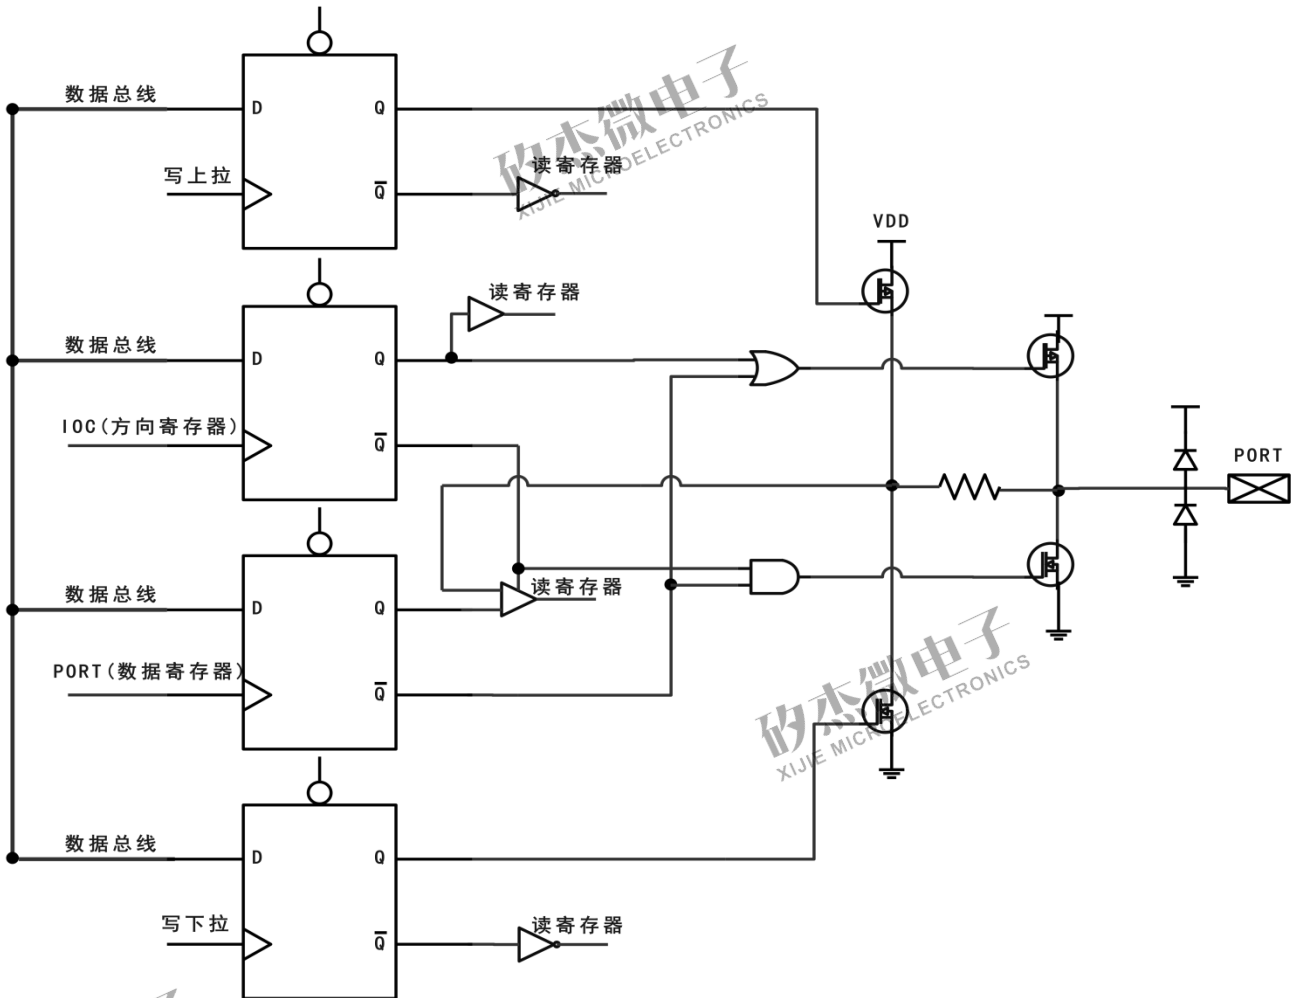 数据总线
D
Q
写上拉
Q
读寄存器
矽杰微电子
XIJIE MICROELECTRONICS
VDD
读寄存器
数据总线
D
Q
IOC(方向寄存器)
Q
PORT
数据总线
D
Q
读寄存器
PORT(数据寄存器)
Q
矽杰微电子
XIJIE MICROELECTRONICS
数据总线
D
Q
写下拉
Q
读寄存器